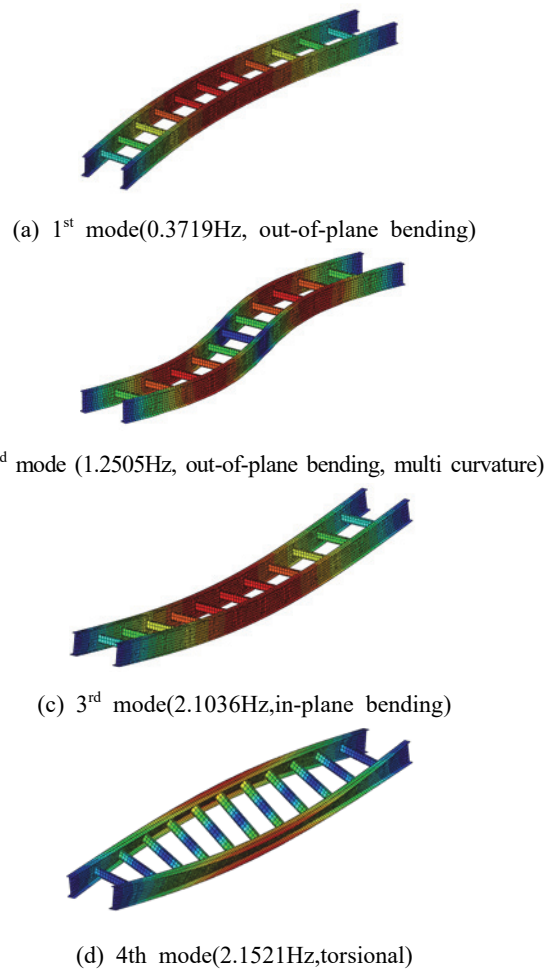 (a) 1st mode(0.3719Hz, out-of-plane bending)
d mode (1.2505Hz, out-of-plane bending, multi curvature)
(c) 3rd mode(2.1036Hz,in-plane bending)
(d) 4th mode(2.1521Hz,torsional)